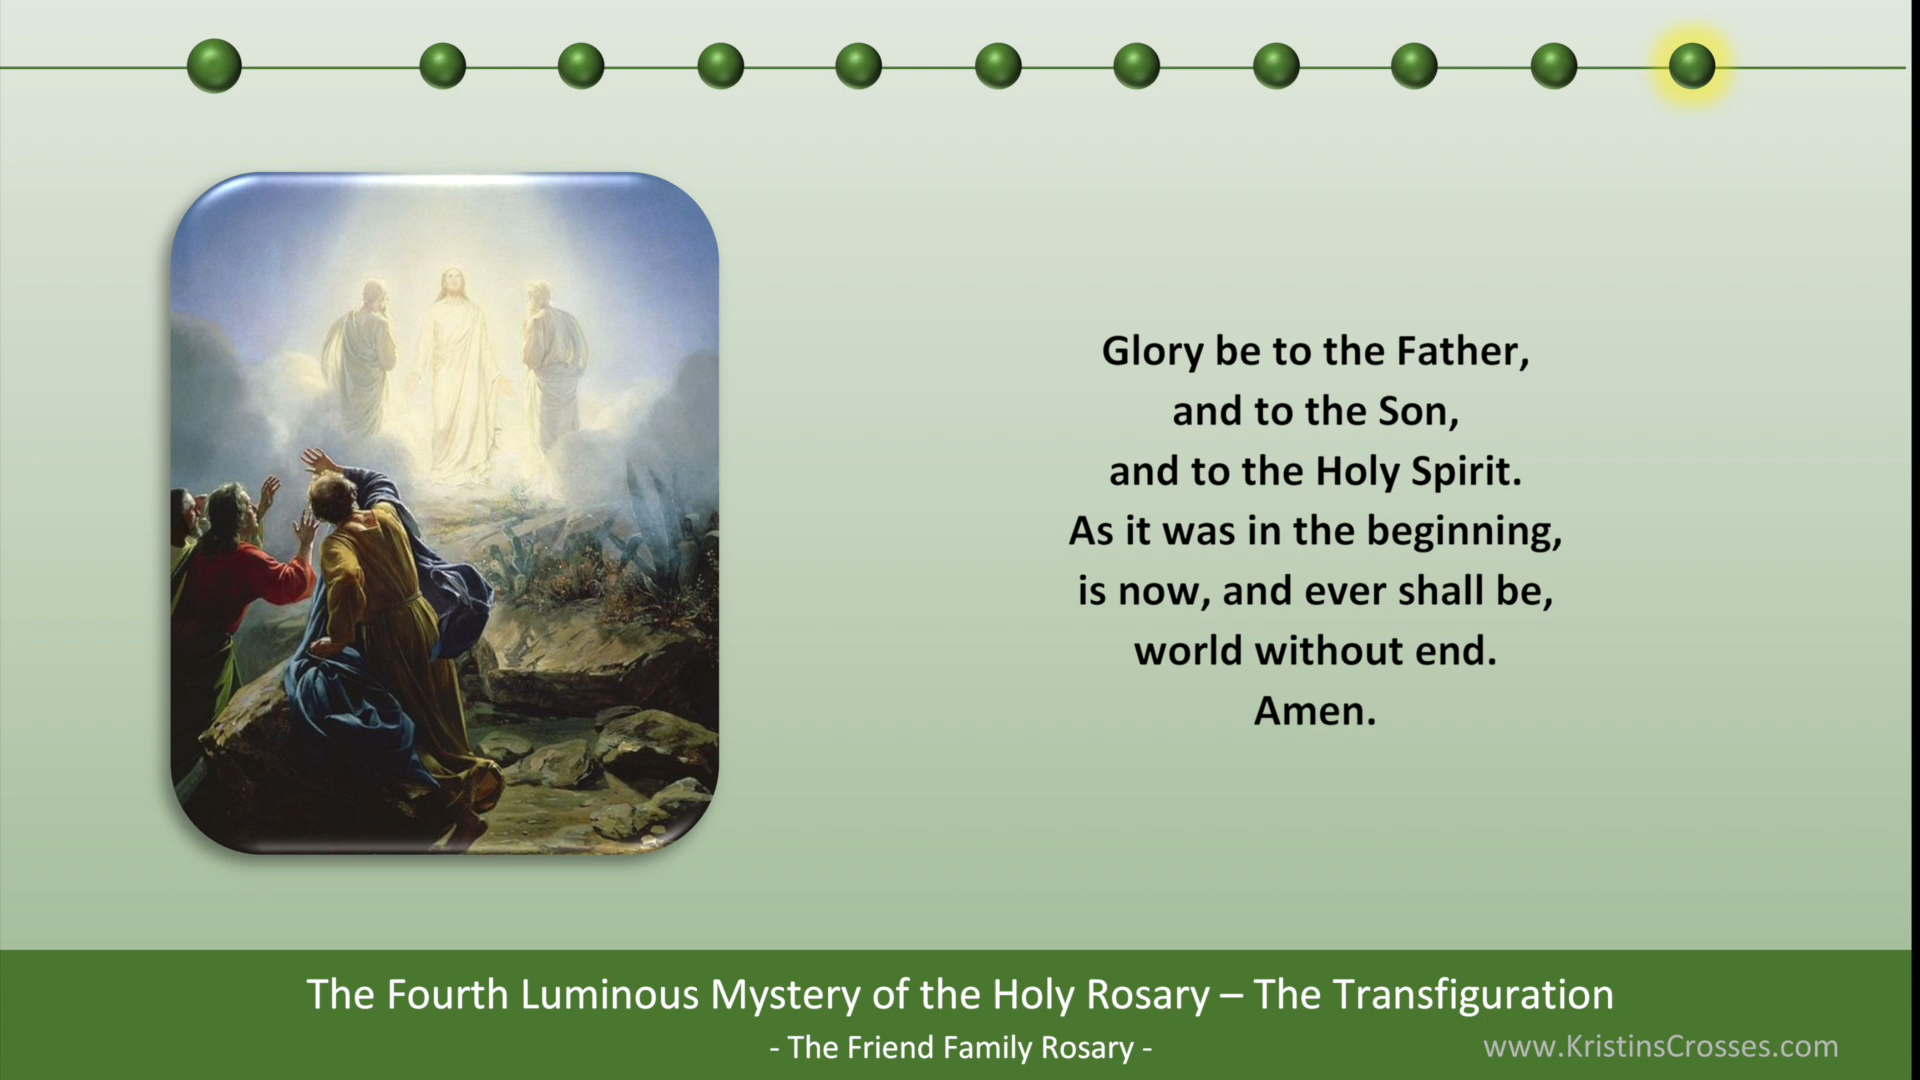 Glory be to the Father,
and to the Son,
and to the Holy Spirit.
As it was in the beginning,
is now, and ever shall be,
world without end.
Amen.
The Fourth Luminous Mystery of the Holy Rosary – The Transfiguration
- The Friend Family Rosary -
www.KristinsCrosses.com